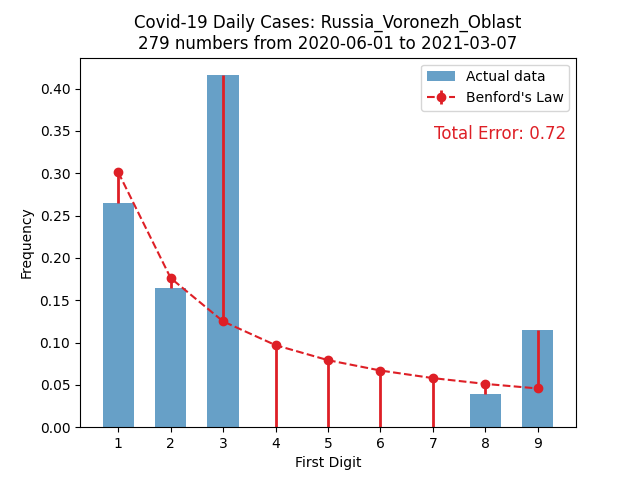 Covid-19 Daily Cases: Russia_Voronezh_Oblast
279 numbers from 2020-06-01 to 2021-03-07
Actual data
Benford's Law
Total Error: 0.72
Frequency
0.40
0.35
0.30
0.25
0.20
0.15
0.10
0.05
0.00
1 2 3 4 5 6 7 8 9
First Digit